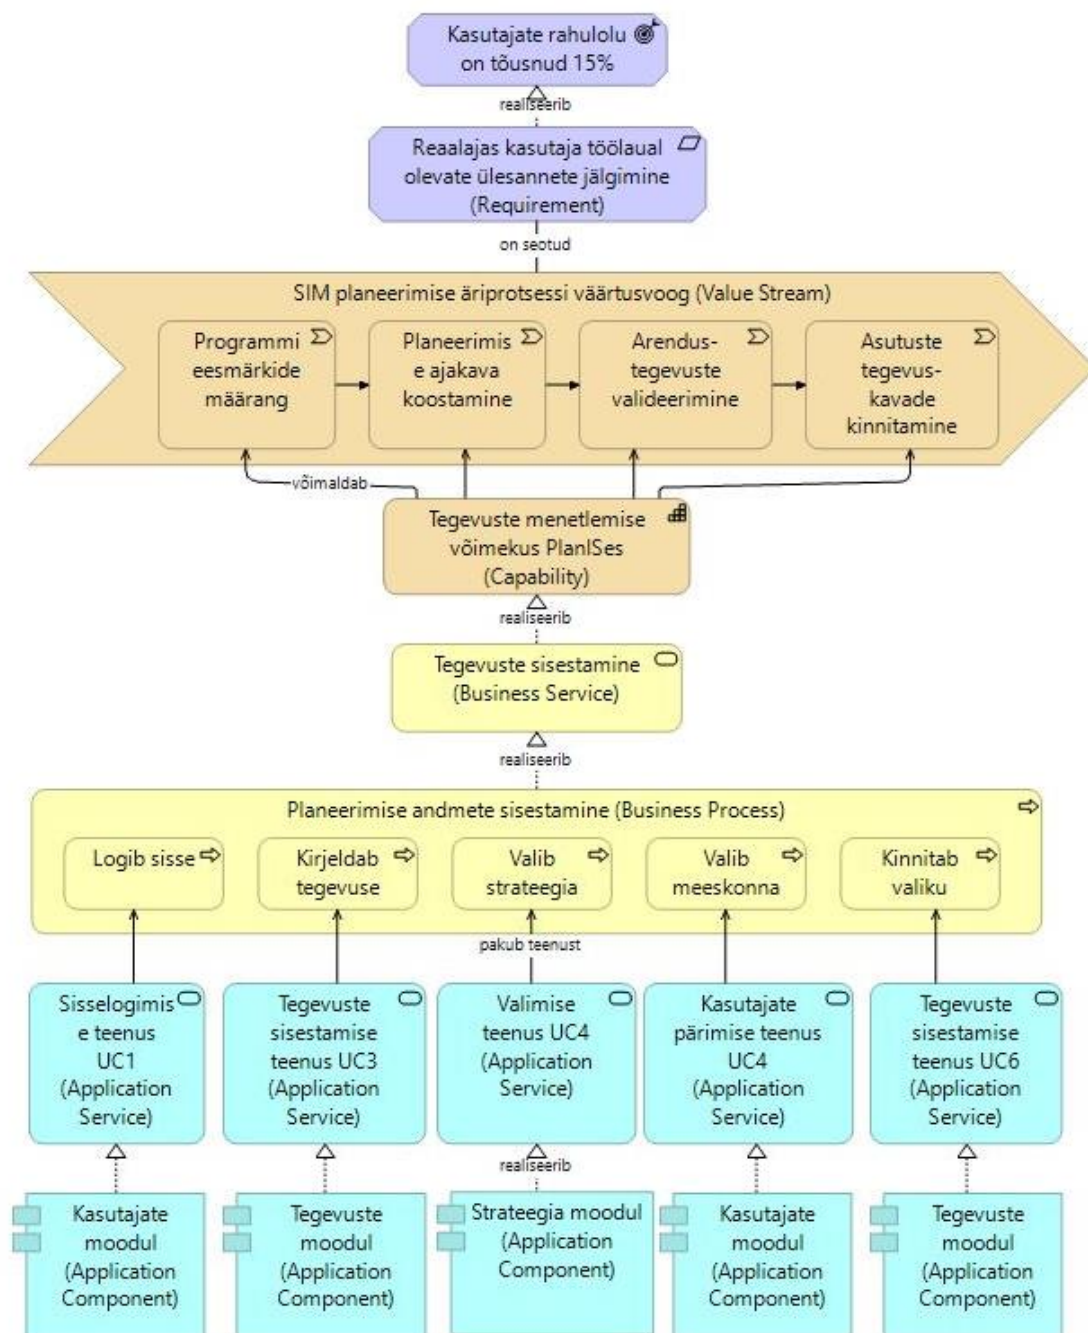 Kasutajate rahulolu
on tõusnud 15%
realiseerib
Reaalajas kasutaja töölaual
olevate ülesannete jälgimine
(Requirement)
on seotud
SIM planeerimise äriprotsessi väärtusvoog (Value Stream)
Programmi
eesmärkide
määrang
Planeerimis
e ajakava
koostamine
Arendus-
tegevuste
valideerimine
Asutuste
tegevus-
kavade
kinnitamine
võimaldab
Tegevuste menetlemise
võimekus PlanISes
(Capability)
realiseerib
Tegevuste sisestamine
(Business Service)
realiseerib
Planeerimise andmete sisestamine (Business Process)
Logib sisse
Kirjeldab
tegevuse
Valib
strateegia
Valib
meeskonna
Kinnitab
valiku
pakub teenust
Sisselogimis
e teenus
UC1
(Application
Service)
Tegevuste
sisestamise
teenus UC3
(Application
Service)
Valimise
teenus UC4
(Application
Service)
Kasutajate
pärimise teenus
UC4
(Application
Service)
Tegevuste
sisestamise
teenus UC6
(Application
Service)
realiseerib
Kasutajate
moodul
(Application
Component)
Tegevuste
moodul
(Application
Component)
Strateegia moodul
(Application
Component)
Kasutajate
moodul
(Application
Component)
Tegevuste
moodul
(Application
Component)